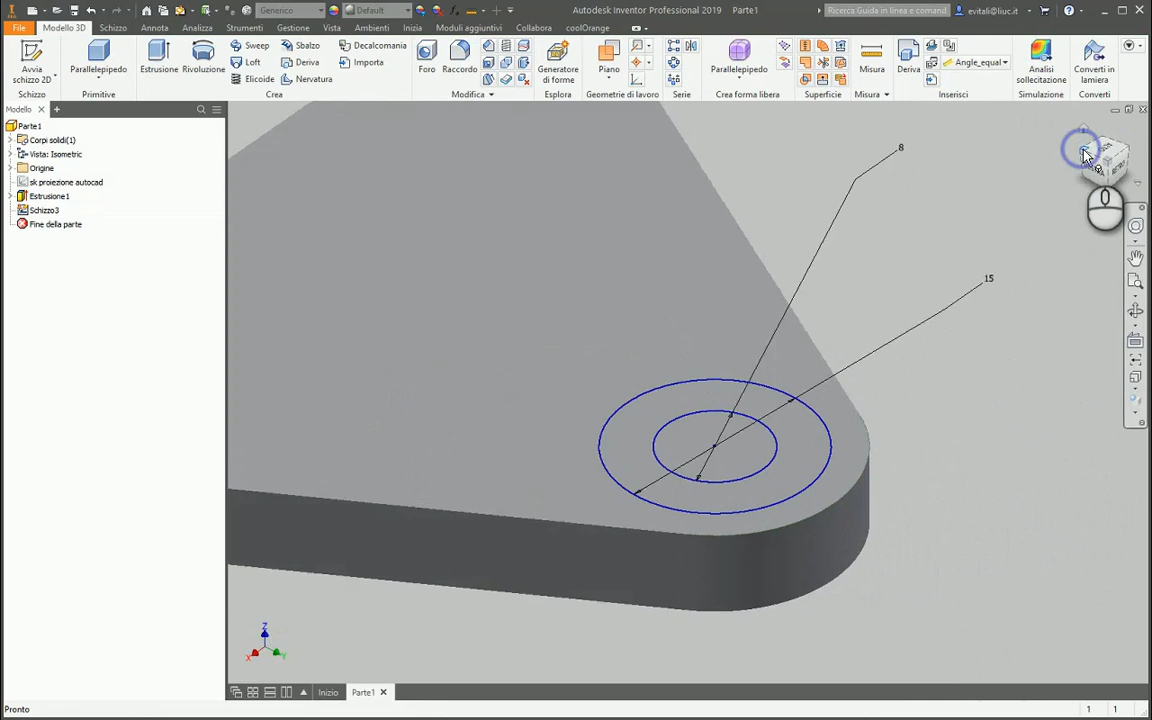 File Generico Default Autodesk Inventor Professional 2019 Parte1 Ricerca Guida in linea e comand evitali@liuc.it
Modello 3D Schizzo Annota Analizza Strumenti Gestione Vista Ambienti Inizia Moduli aggiuntivi Collabora coolOrange
Avvia schizzo 2D Parallelepipedo Estrusione Rivoluzione
Sweep Sbalzo Decalcomania
Loft Deriva Importa
Elicoide Nervatura
Foro Raccordo Generatore di forme Piano Parallelepipedo Misura Deriva Angle_equal Analisi sollecitazione Converti in lamiera
Schizzo Primitive Crea Modifica Esplora Geometrie di lavoro Serie Crea forma libera Superficie Misura Inserisci Simulazione Converti
Modello
Parte1
Corpi solidi(1)
Vista: Isometric
Origine
sk proiezione autocad
Estrusione1
Schizzo3
Fine della parte
8
15
Z
X
Y
Inizio Parte1
Pronto 1 1